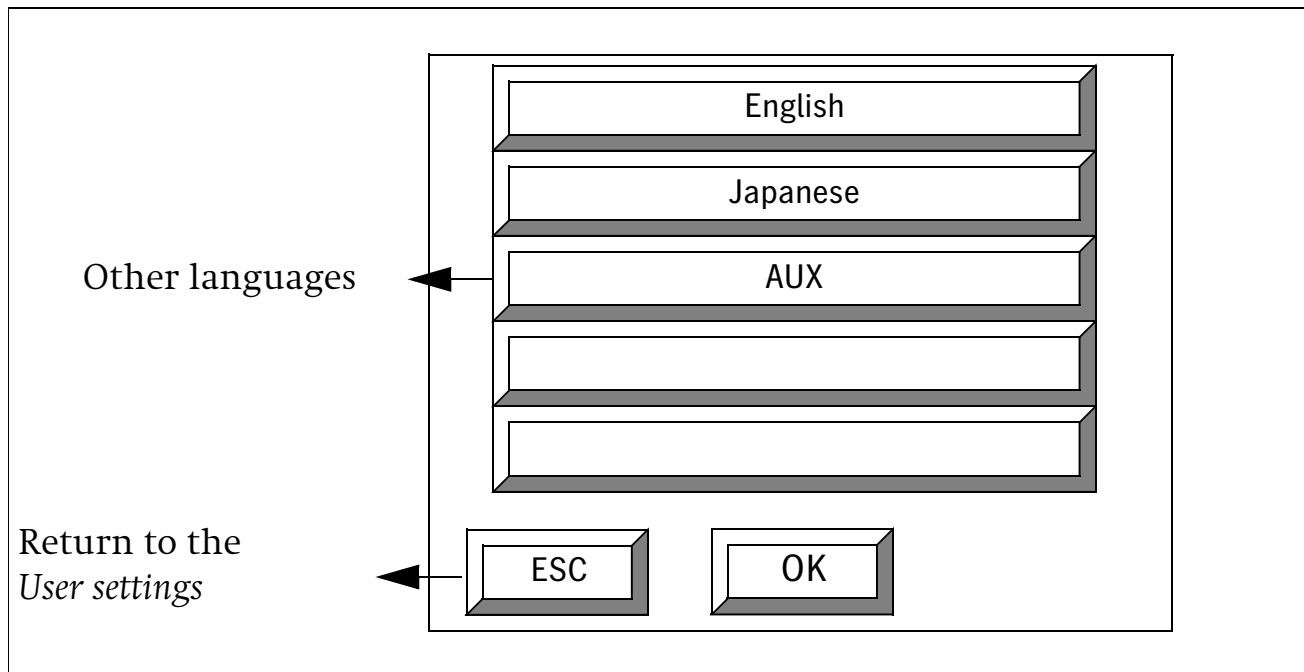 English
Japanese
Other languages
AUX
Return to the
User settings
ESC
OK